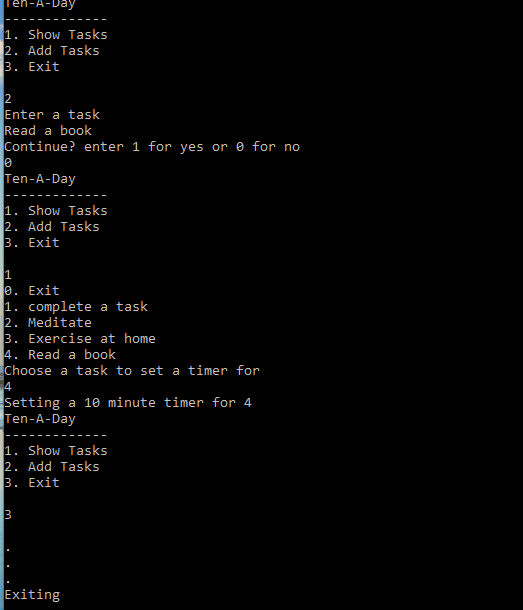 Ten-A-Day
-------------
1. Show Tasks
2. Add Tasks
3. Exit
2
Enter a task
Read a book
Continue? enter 1 for yes or 0 for no
0
Ten-A-Day
-------------
1. Show Tasks
2. Add Tasks
3. Exit
1
0. Exit
1. complete a task
2. Meditate
3. Exercise at home
4. Read a book
Choose a task to set a timer for
4
Setting a 10 minute timer for 4
Ten-A-Day
-------------
1. Show Tasks
2. Add Tasks
3. Exit
3
.
.
.
Exiting